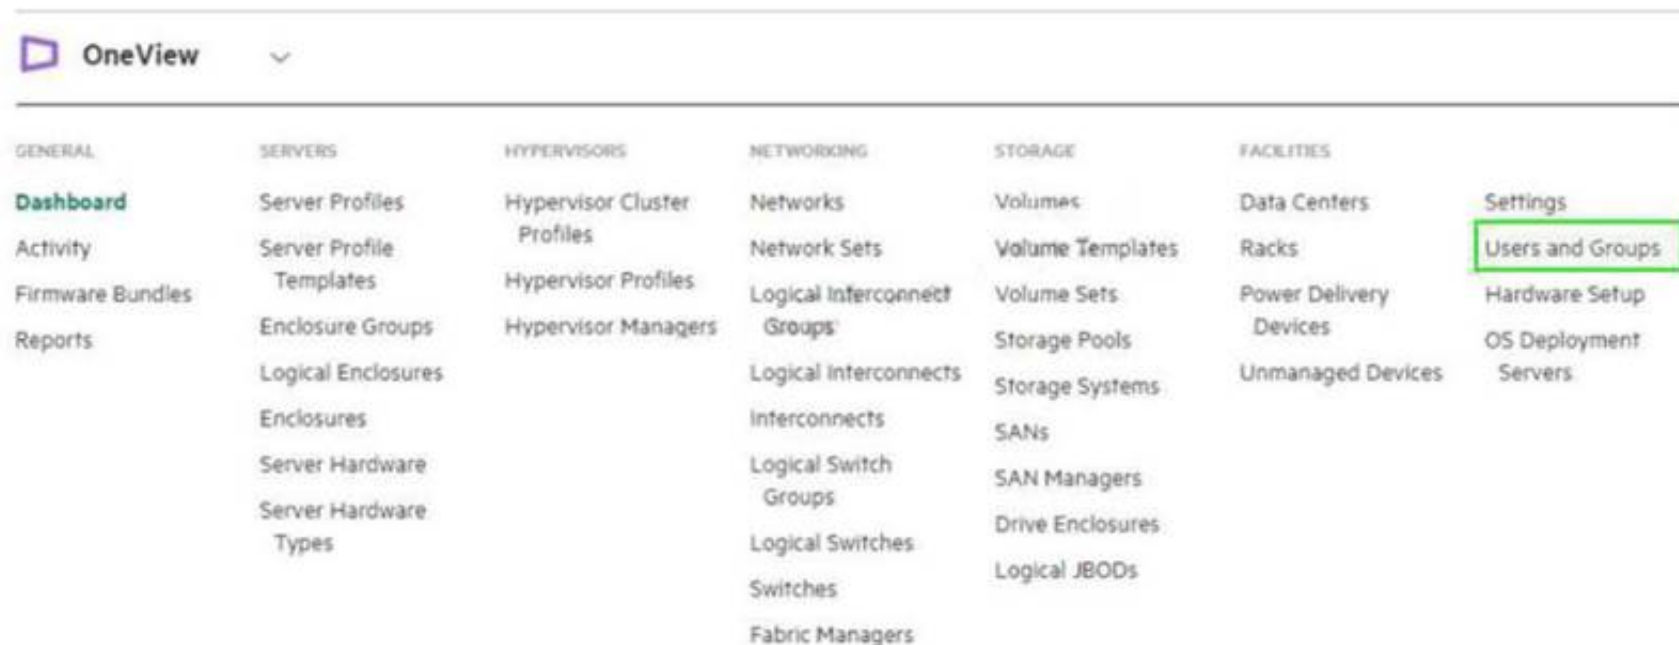 OneView
GENERAL
Dashboard
Activity
Firmware Bundles
Reports
SERVERS
Server Profiles
Server Profile
Templates
Enclosure Groups
Logical Enclosures
Enclosures
Server Hardware
Server Hardware
Types
HYPERVISORS
Hypervisor Cluster
Profiles
Hypervisor Profiles
Hypervisor Managers
NETWORKING
Networks
Network Sets
Logical Interconnect
Groups
Logical Interconnects
Interconnects
Logical Switch
Groups
Logical Switches
Switches
Fabric Managers
STORAGE
Volumes
Volume Templates
Volume Sets
Storage Pools
Storage Systems
SANs
SAN Managers
Drive Enclosures
Logical JBODs
FACILITIES
Data Centers
Racks
Power Delivery
Devices
Unmanaged Devices
Settings
Users and Groups
Hardware Setup
OS Deployment
Servers